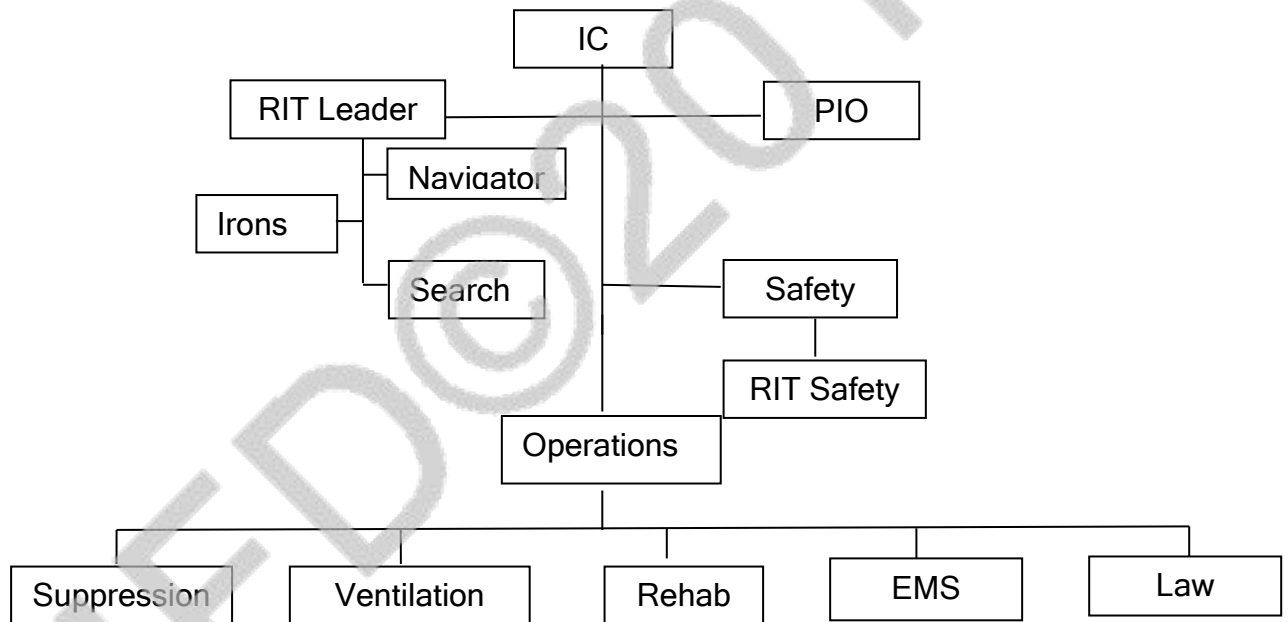 IC
RIT Leader
PIO
Navigator
Irons
Search
Safety
RIT Safety
Operations
Suppression
Ventilation
Rehab
EMS
Law